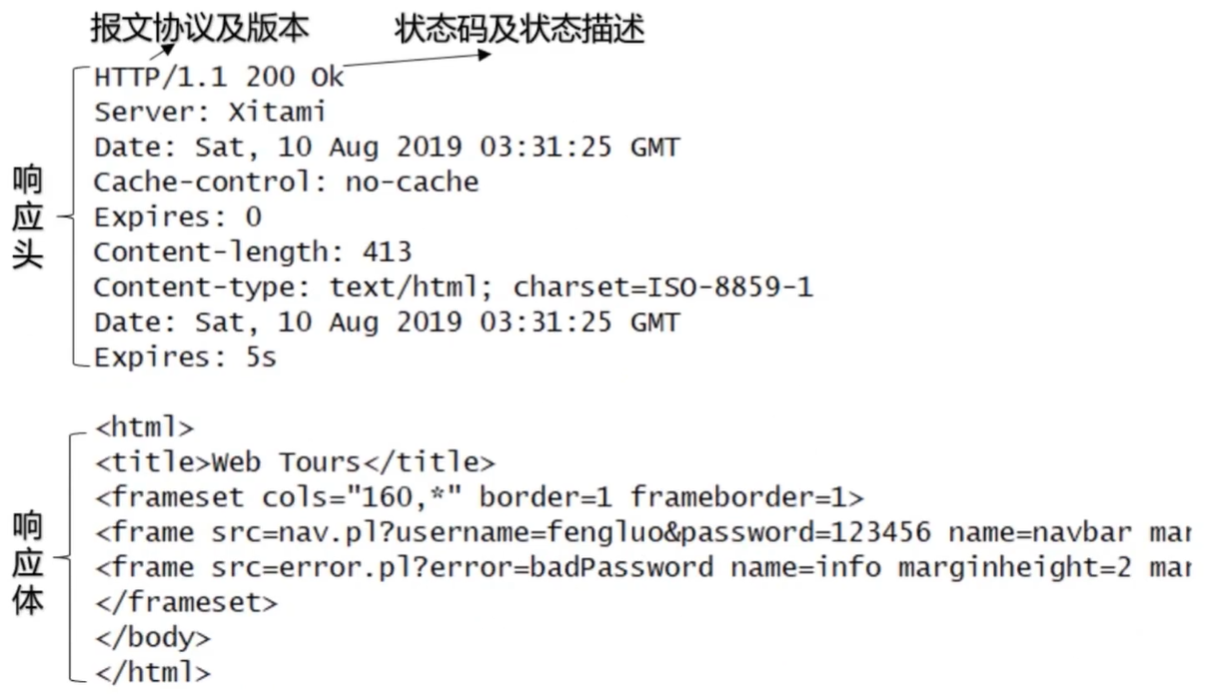 报文协议及版本 状态码及状态描述
响应头
HTTP/1.1 200 Ok
Server: Xitami
Date: Sat, 10 Aug 2019 03:31:25 GMT
Cache-control: no-cache
Expires: 0
Content-length: 413
Content-type: text/html; charset=ISO-8859-1
Date: Sat, 10 Aug 2019 03:31:25 GMT
Expires: 5s
响应体
<html>
<title>Web Tours</title>
<frameset cols="160,*" border=1 frameborder=1>
<frame src=nav.pl?username=fengluo&password=123456 name=navbar mar
<frame src=error.pl?error=badPassword name=info marginheight=2 mar
</frameset>
</body>
</html>